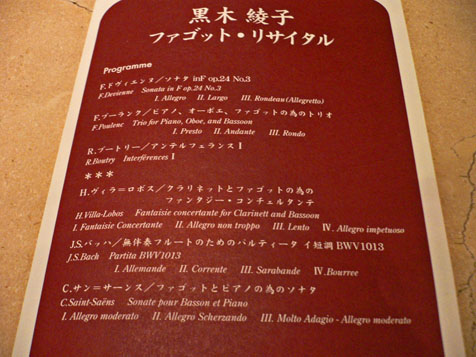 黒木 綾子
ファゴット・リサイタル
Programme
F.ドヴィエンヌ／ソナタ inF op.24 No.3
F.Devienne Sonata in F op.24 No.3
I. Allegro II. Largo III. Rondeau(Allegretto)
F.プーランク／ピアノ、オーボエ、ファゴットの為のトリオ
F.Poulenc Trio for Piano, Oboe, and Bassoon
I. Presto II. Andante III. Rondo
R.ブートリー／アンテルフェランスⅠ
R.Boutry Interférences I
＊＊＊
H.ヴィラ＝ロボス／クラリネットとファゴットの為の
ファンタジー・コンチェルタンテ
H.Villa-Lobos Fantaisie concertante for Clarinett and Bassoon
I. Fantaisie Concertante II. Allegro non troppo III. Lento Ⅳ. Allegro impetuoso
J.S.バッハ／無伴奏フルートのためのパルティータ イ短調 BWV1013
J.S.Bach Partita BWV1013
I. Allemande II. Corrente III. Sarabande Ⅳ.Bourree
C.サン＝サーンス／ファゴットとピアノの為のソナタ
C.Saint-Saëns Sonate pour Basson et Piano
I. Allegro moderato II. Allegro Scherzando III. Molto Adagio - Allegro moderato